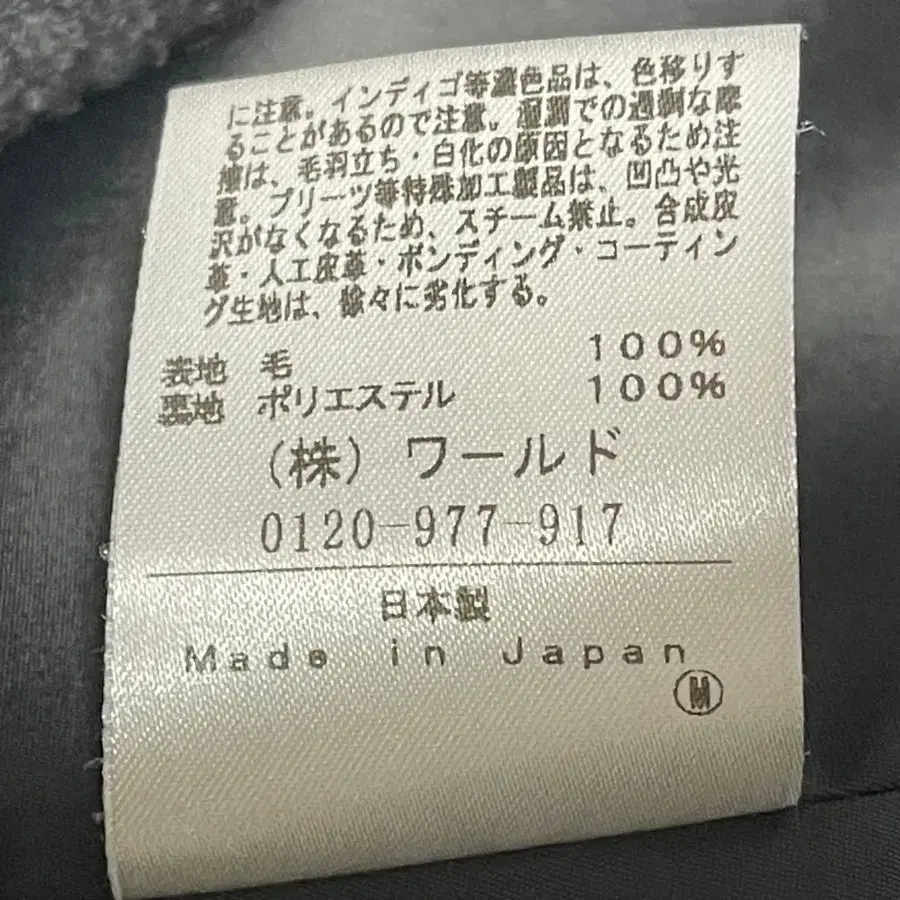 に注意。インディゴ等濃色品は、色移りす
ることがあるので注意。湿潤での過剰な摩
擦は、毛羽立ち・白化の原因となるため注
意。プリーツ等特殊加工製品は、凹凸や光
沢がなくなるため、スチーム禁止。合成皮
革・人工皮革・ボンディング・コーティン
グ生地は、徐々に劣化する。
表地 毛 100%
裏地 ポリエステル 100%
(株) ワールド
0120-977-917
日本製
Made in Japan
M